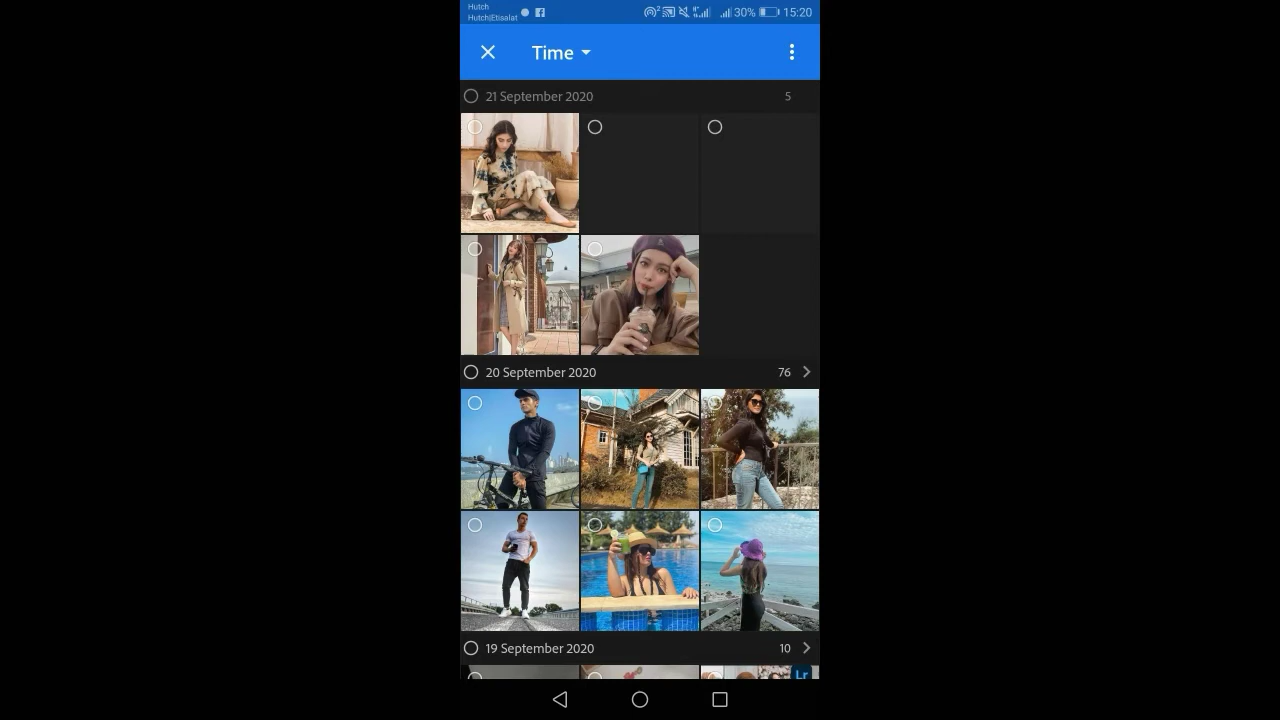 Hutch
Hutch|Etisalat
2
30%
15:20
Time
21 September 2020
5
20 September 2020
76
19 September 2020
10
Lr